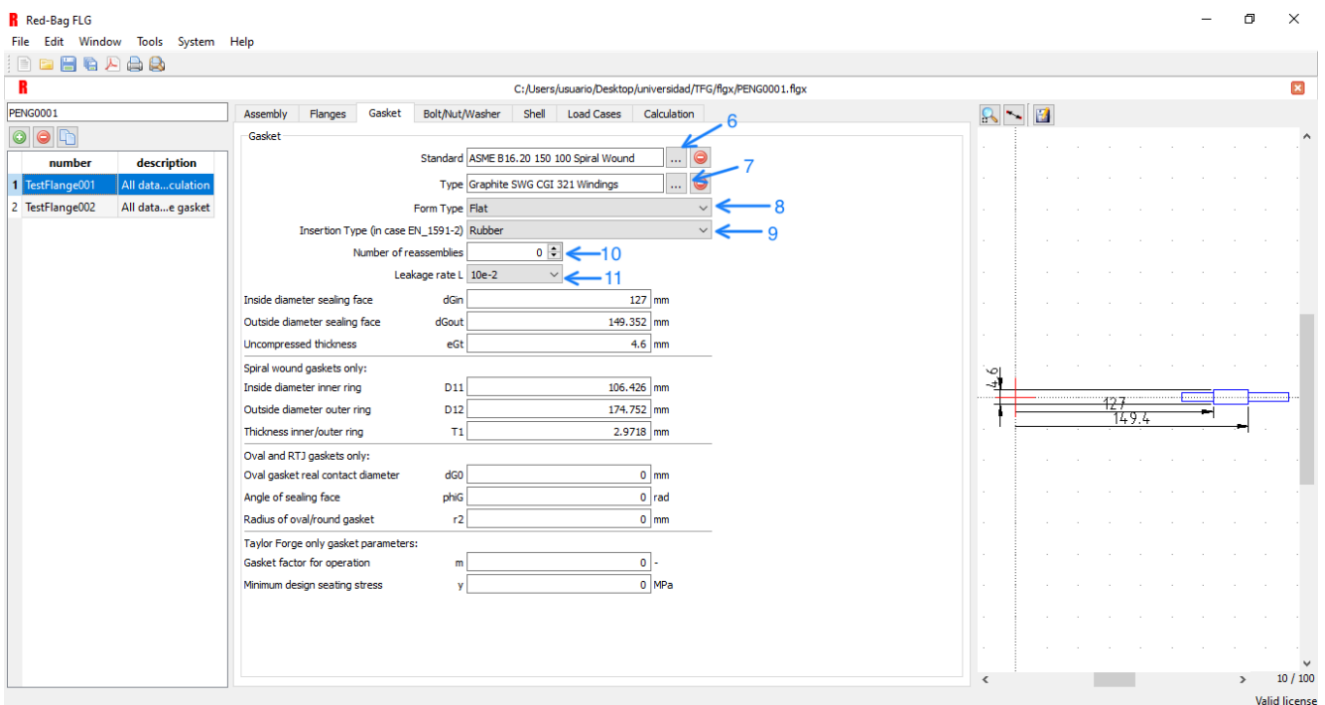 R Red-Bag FLG
File Edit Window Tools System Help
R C:/Users/usuario/Desktop/universidad/TFG/flgx/PENG0001.flgx
PENG0001
number description
1 TestFlange001 All data...culation
2 TestFlange002 All data...e gasket
Assembly Flanges Gasket Bolt/Nut/Washer Shell Load Cases Calculation
Gasket
6
Standard ASME B16.20 150 100 Spiral Wound ...
7
Type Graphite SWG CGI 321 Windings ...
Form Type Flat 8
Insertion Type (in case EN_1591-2) Rubber 9
Number of reassemblies 0 10
Leakage rate L 10e-2 11
Inside diameter sealing face dGin 127 mm
Outside diameter sealing face dGout 149.352 mm
Uncompressed thickness eGt 4.6 mm
Spiral wound gaskets only:
Inside diameter inner ring D11 106.426 mm
Outside diameter outer ring D12 174.752 mm
Thickness inner/outer ring T1 2.9718 mm
Oval and RTJ gaskets only:
Oval gasket real contact diameter dG0 0 mm
Angle of sealing face phiG 0 rad
Radius of oval/round gasket r2 0 mm
Taylor Forge only gasket parameters:
Gasket factor for operation m 0 -
Minimum design seating stress y 0 MPa
4.6
127
149.4
10 / 100
Valid license